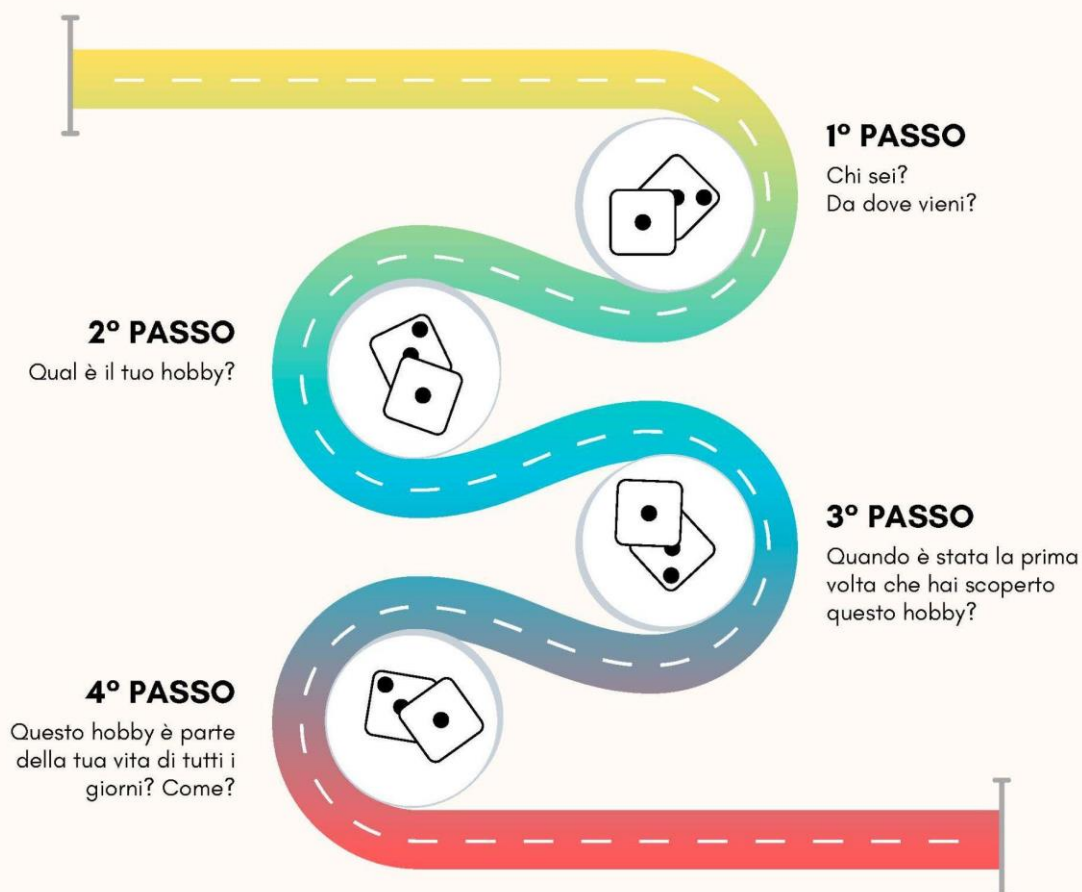 1º PASSO
Chi sei?
Da dove vieni?
2º PASSO
Qual è il tuo hobby?
3º PASSO
Quando è stata la prima
volta che hai scoperto
questo hobby?
4º PASSO
Questo hobby è parte
della tua vita di tutti i
giorni? Come?